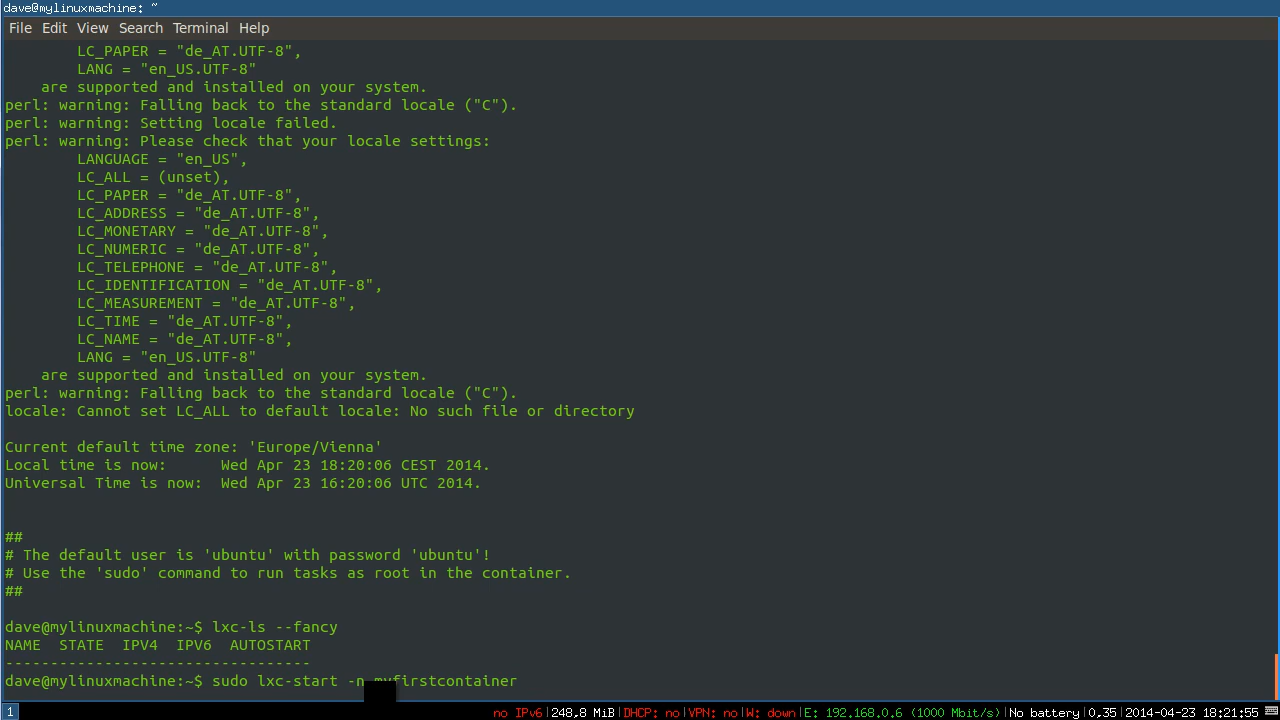 dave@mylinuxmachine: ~
File Edit View Search Terminal Help
LC_PAPER = "de_AT.UTF-8",
LANG = "en_US.UTF-8"
are supported and installed on your system.
perl: warning: Falling back to the standard locale ("C").
perl: warning: Setting locale failed.
perl: warning: Please check that your locale settings:
LANGUAGE = "en_US",
LC_ALL = (unset),
LC_PAPER = "de_AT.UTF-8",
LC_ADDRESS = "de_AT.UTF-8",
LC_MONETARY = "de_AT.UTF-8",
LC_NUMERIC = "de_AT.UTF-8",
LC_TELEPHONE = "de_AT.UTF-8",
LC_IDENTIFICATION = "de_AT.UTF-8",
LC_MEASUREMENT = "de_AT.UTF-8",
LC_TIME = "de_AT.UTF-8",
LC_NAME = "de_AT.UTF-8",
LANG = "en_US.UTF-8"
are supported and installed on your system.
perl: warning: Falling back to the standard locale ("C").
locale: Cannot set LC_ALL to default locale: No such file or directory
Current default time zone: 'Europe/Vienna'
Local time is now:      Wed Apr 23 18:20:06 CEST 2014.
Universal Time is now:  Wed Apr 23 16:20:06 UTC 2014.
##
# The default user is 'ubuntu' with password 'ubuntu'!
# Use the 'sudo' command to run tasks as root in the container.
##
dave@mylinuxmachine:~$ lxc-ls --fancy
NAME  STATE  IPV4  IPV6  AUTOSTART
----------------------------------
dave@mylinuxmachine:~$ sudo lxc-start -n myfirstcontainer
1 no IPv6|248,8 MiB|DHCP: no|VPN: no|W: down|E: 192.168.0.6 (1000 Mbit/s)|No battery|0.35|2014-04-23 18:21:55